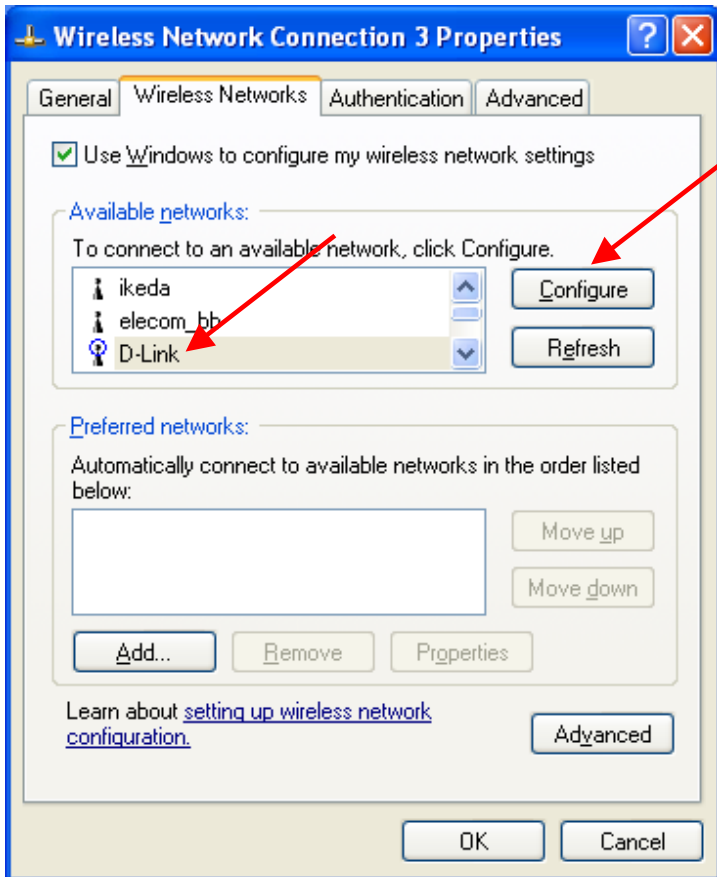 Wireless Network Connection 3 Properties
?
General Wireless Networks Authentication Advanced
Use Windows to configure my wireless network settings
Available networks:
To connect to an available network, click Configure.
ikeda
elecom_bb
D-Link
Configure
Refresh
Preferred networks:
Automatically connect to available networks in the order listed
below:
Move up
Move down
Add... Remove Properties
Learn about setting up wireless network
configuration.
Advanced
OK Cancel